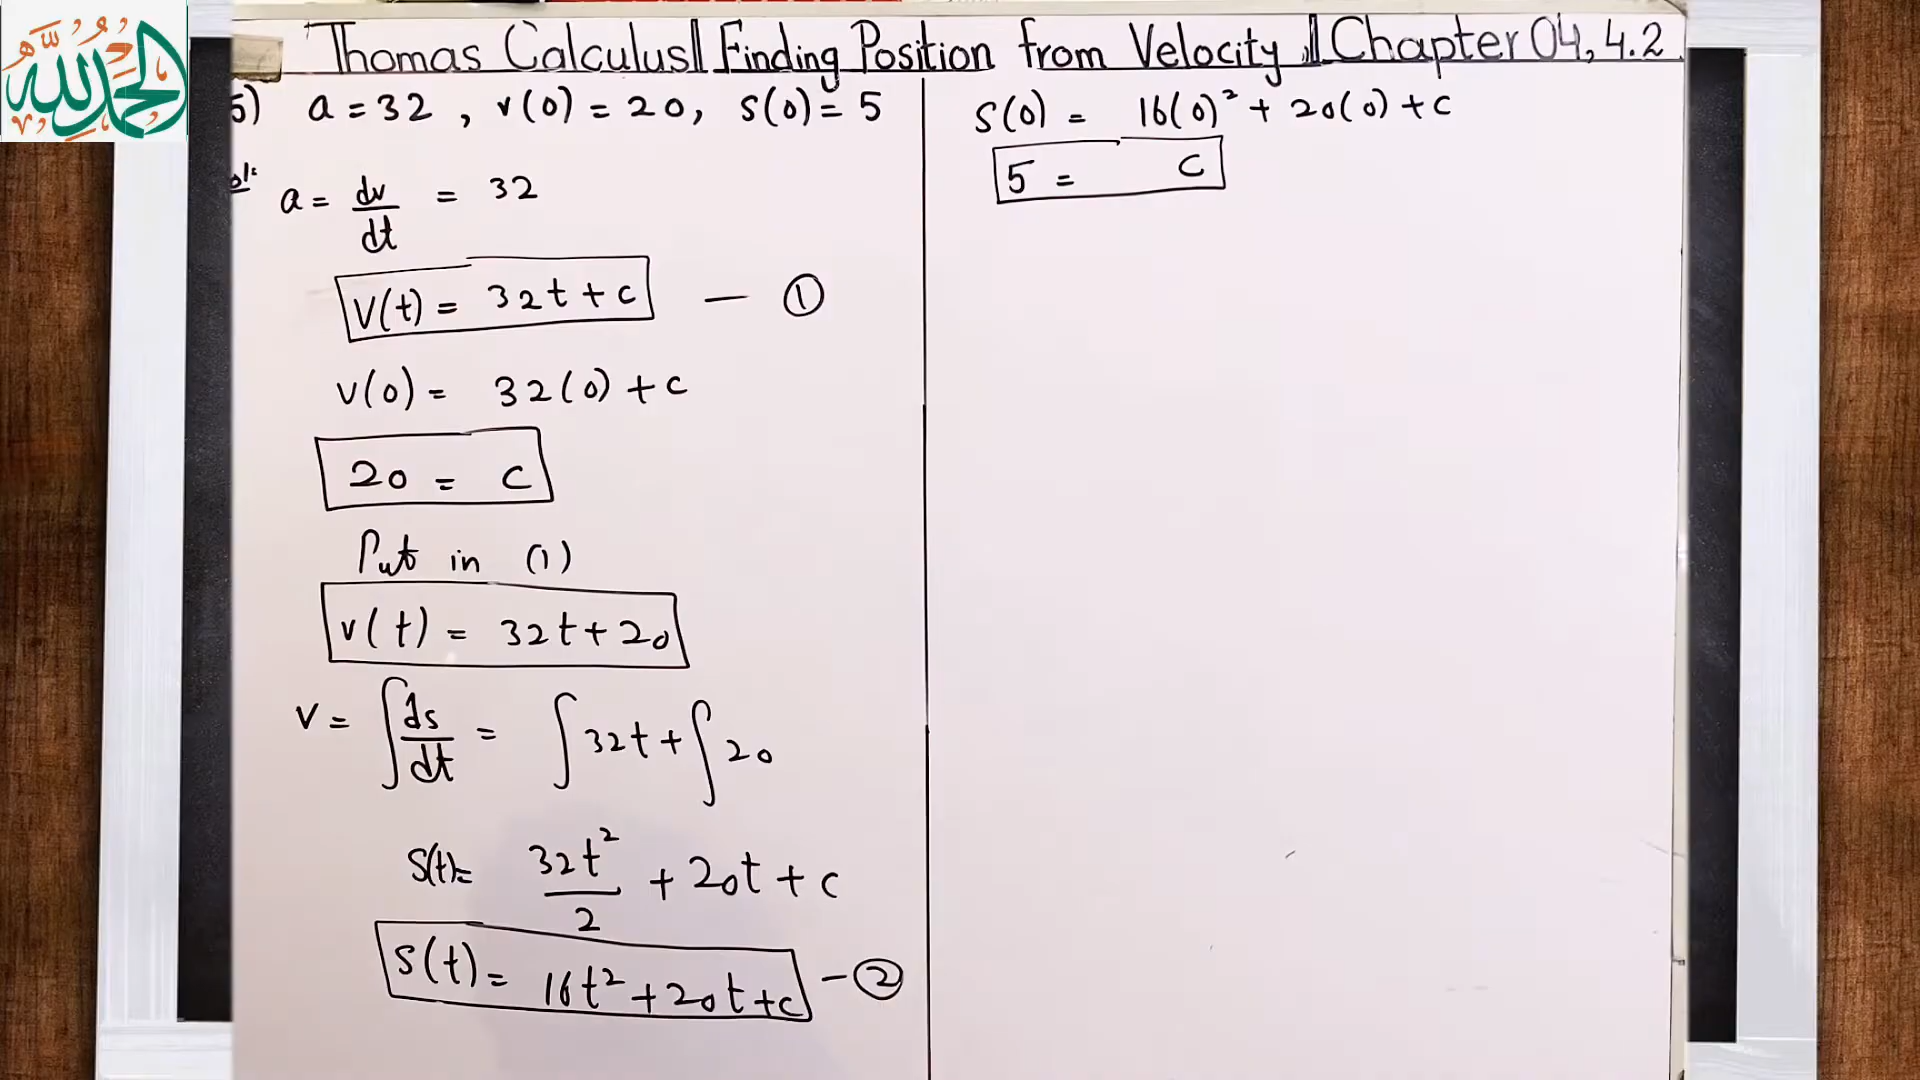 الحمد لله
Thomas Calculus|| Finding Position from Velocity || Chapter 04, 4.2
5) a = 32 , v(0) = 20, s(0) = 5
a = dv/dt = 32
V(t) = 32t + c — ①
v(0) = 32(0) + c
20 = c
Put in (1)
v(t) = 32t + 20
v = ∫ds/dt = ∫32t + ∫20
S(t) = 32t²/2 + 20t + c
S(t) = 16t² + 20t + c — ②
S(0) = 16(0)² + 20(0) + c
5 = c